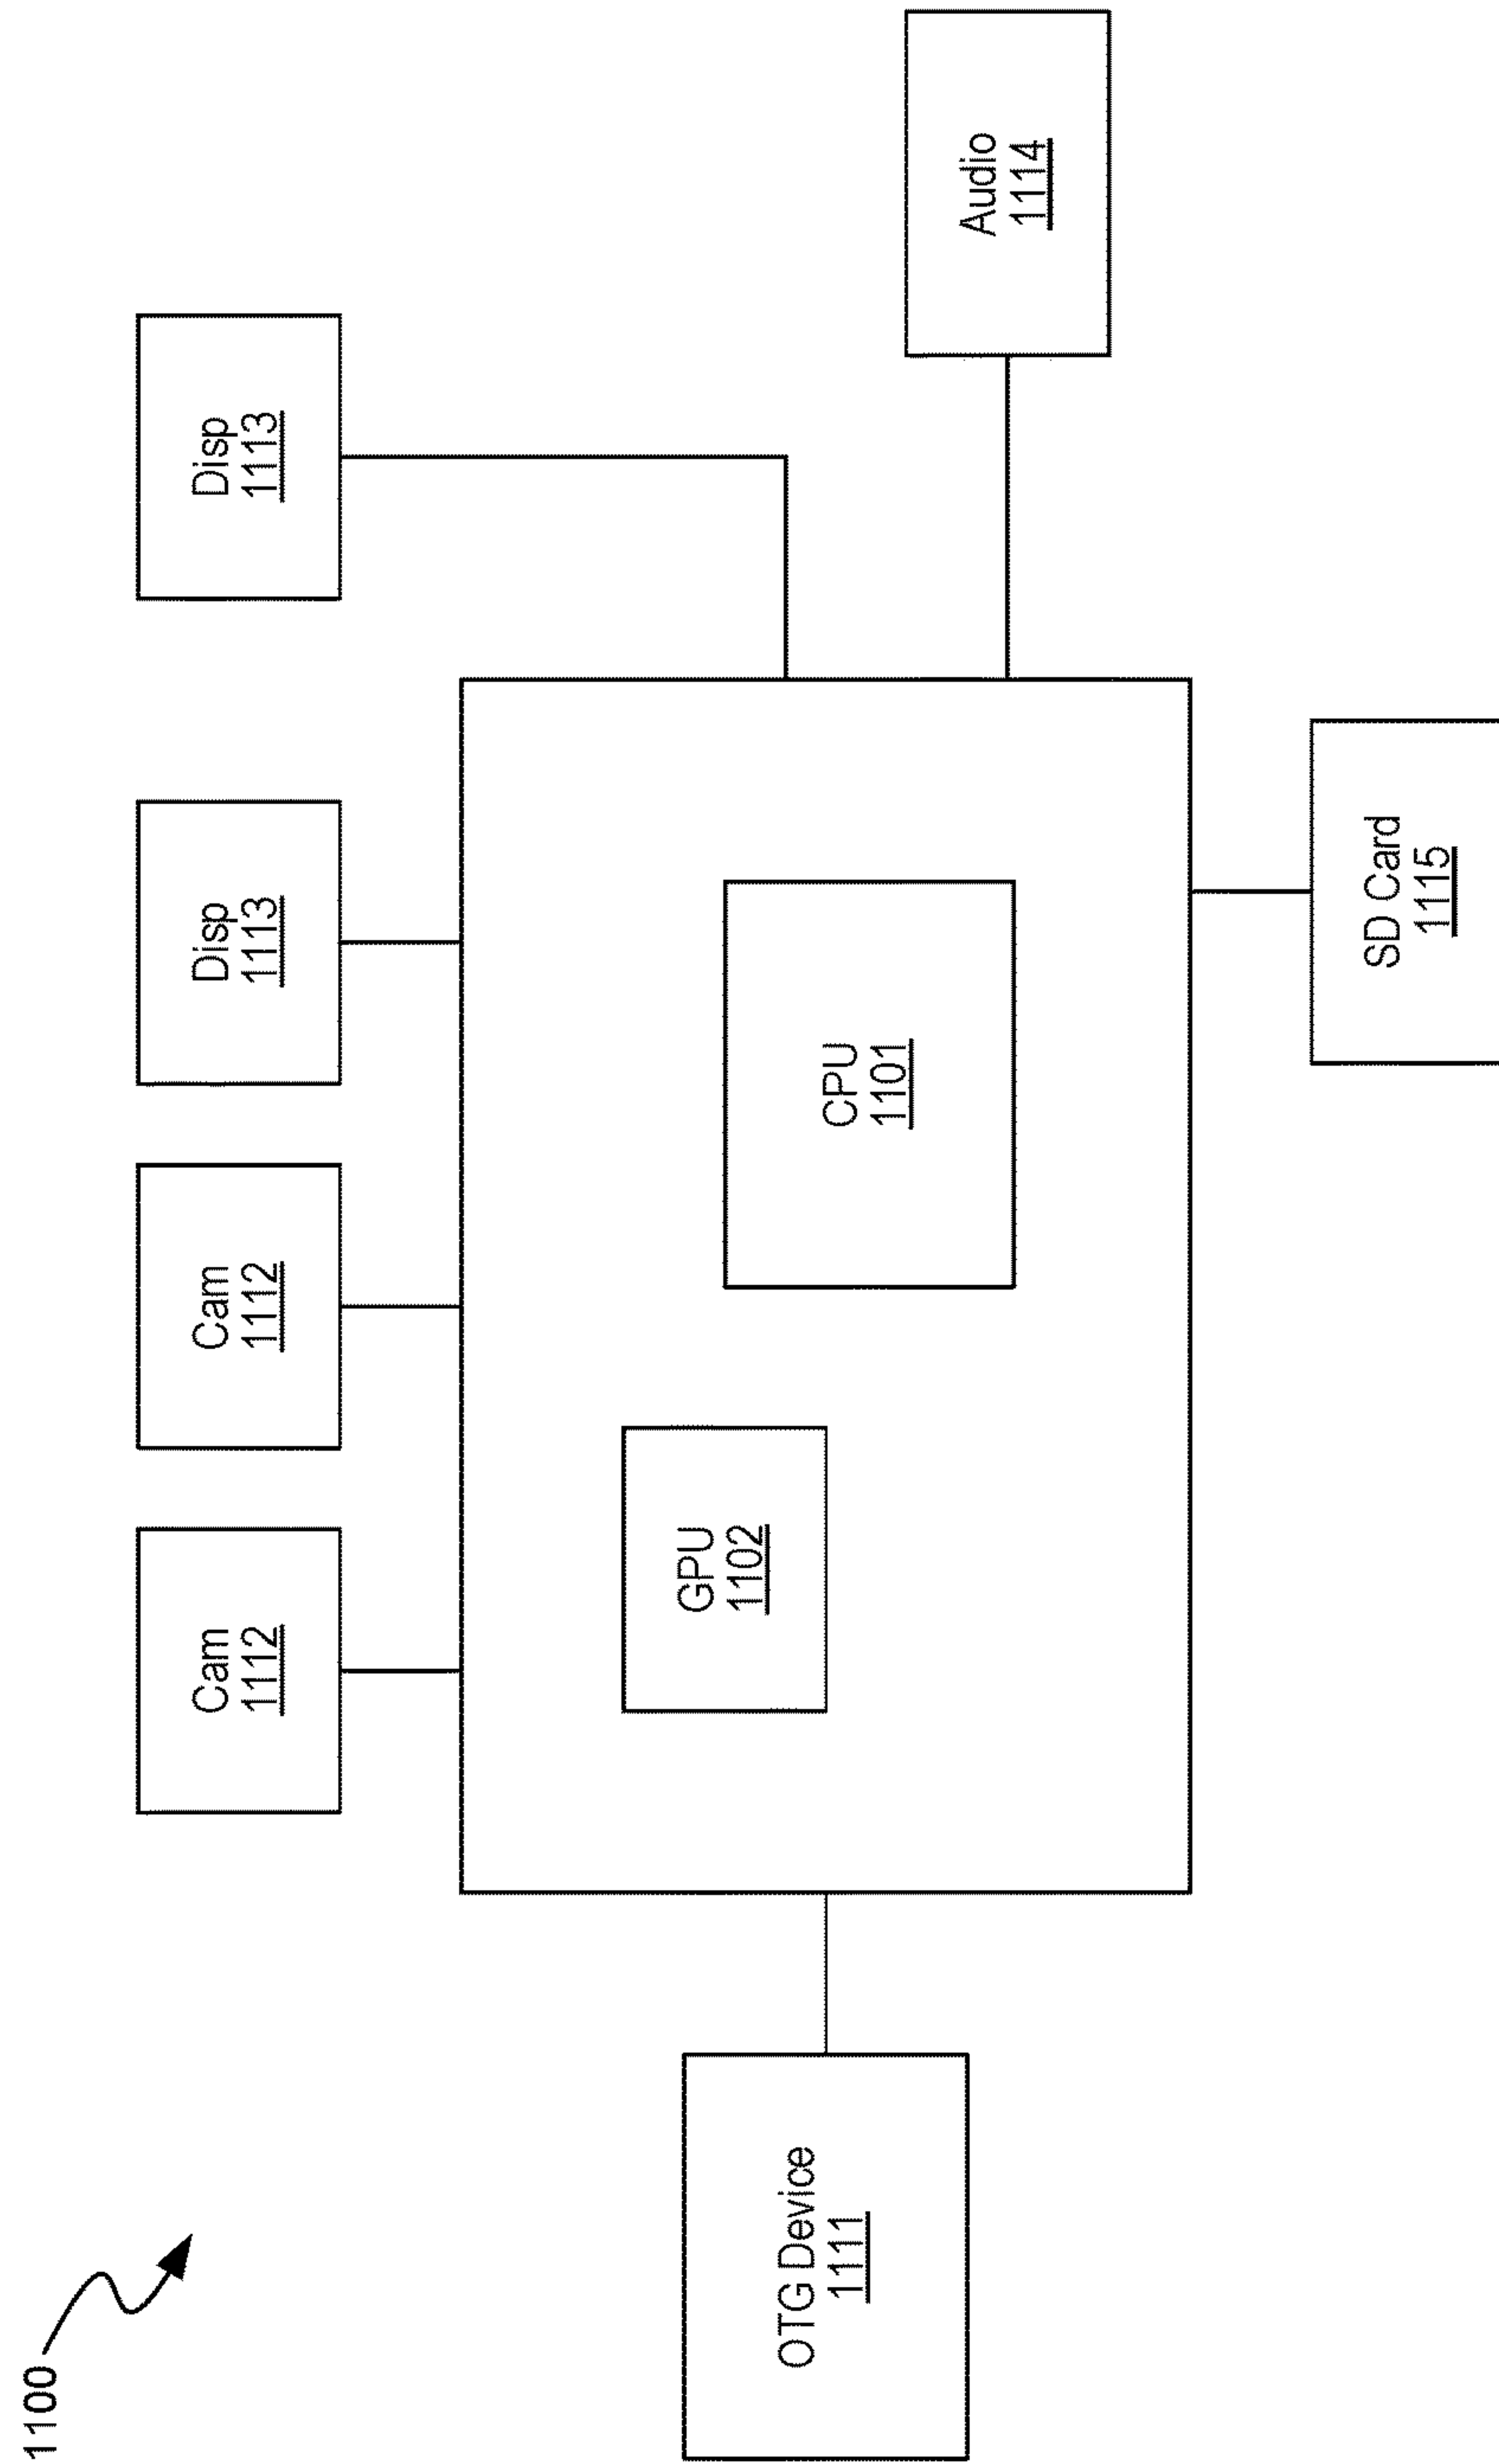 1100
Cam
1112
Cam
1112
Disp
1113
Disp
1113
GPU
1102
CPU
1101
OTG Device
1111
Audio
1114
SD Card
1115